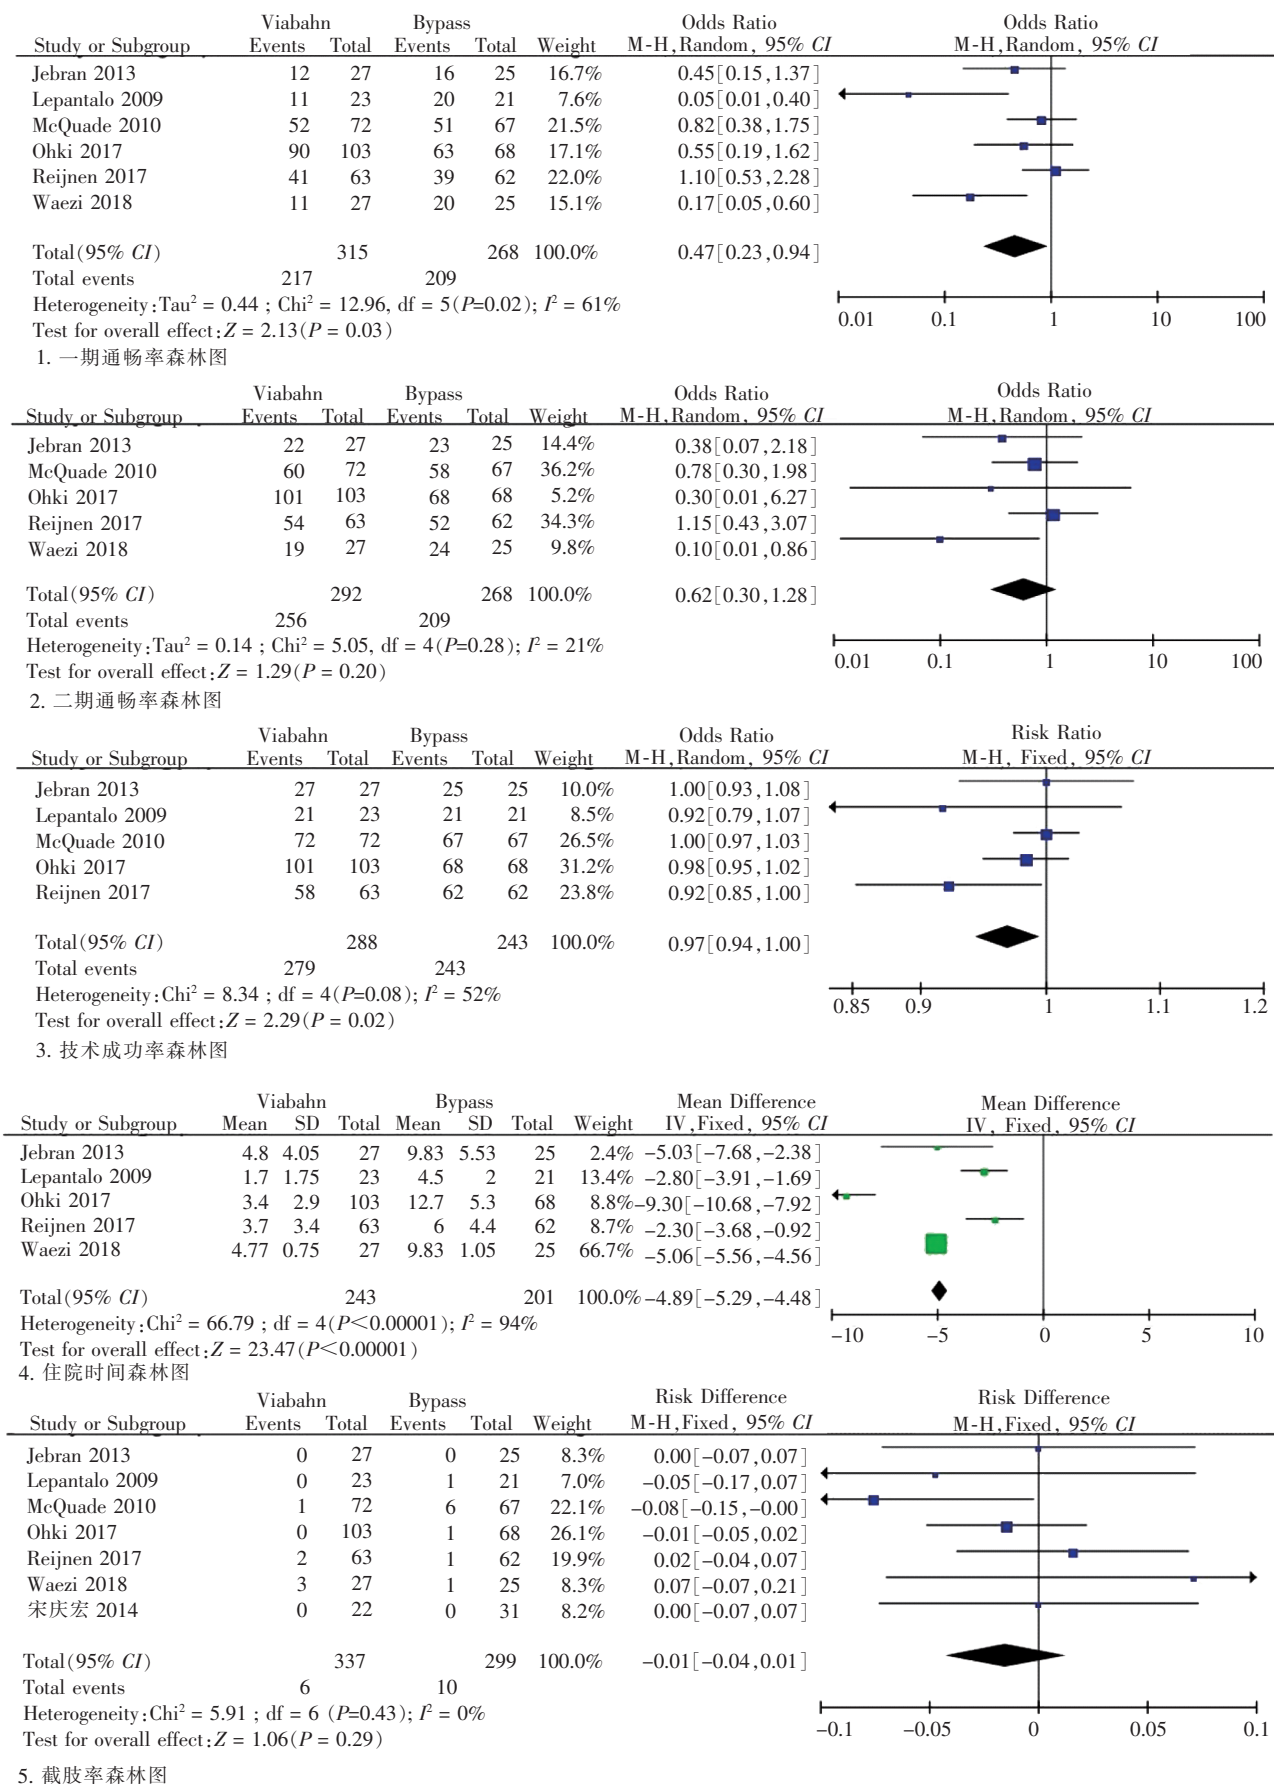 Viabahn Bypass Odds Ratio Odds Ratio
Study or Subgroup Events Total Events Total Weight M-H,Random, 95% CI M-H,Random, 95% CI
Jebran 2013 12 27 16 25 16.7% 0.45[0.15,1.37]
Lepantalo 2009 11 23 20 21 7.6% 0.05[0.01,0.40]
McQuade 2010 52 72 51 67 21.5% 0.82[0.38,1.75]
Ohki 2017 90 103 63 68 17.1% 0.55[0.19,1.62]
Reijnen 2017 41 63 39 62 22.0% 1.10[0.53,2.28]
Waezi 2018 11 27 20 25 15.1% 0.17[0.05,0.60]
Total(95% CI) 315 268 100.0% 0.47[0.23,0.94]
Total events 217 209
Heterogeneity:Tau² = 0.44 ; Chi² = 12.96, df = 5(P=0.02); I² = 61%
Test for overall effect:Z = 2.13(P = 0.03)
0.01 0.1 1 10 100
1. 一期通畅率森林图
Viabahn Bypass Odds Ratio Odds Ratio
Study or Subgroup Events Total Events Total Weight M-H,Random, 95% CI M-H,Random, 95% CI
Jebran 2013 22 27 23 25 14.4% 0.38[0.07,2.18]
McQuade 2010 60 72 58 67 36.2% 0.78[0.30,1.98]
Ohki 2017 101 103 68 68 5.2% 0.30[0.01,6.27]
Reijnen 2017 54 63 52 62 34.3% 1.15[0.43,3.07]
Waezi 2018 19 27 24 25 9.8% 0.10[0.01,0.86]
Total(95% CI) 292 268 100.0% 0.62[0.30,1.28]
Total events 256 209
Heterogeneity:Tau² = 0.14 ; Chi² = 5.05, df = 4(P=0.28); I² = 21%
Test for overall effect:Z = 1.29(P = 0.20)
0.01 0.1 1 10 100
2. 二期通畅率森林图
Viabahn Bypass Odds Ratio Risk Ratio
Study or Subgroup Events Total Events Total Weight M-H,Random, 95% CI M-H, Fixed, 95% CI
Jebran 2013 27 27 25 25 10.0% 1.00[0.93,1.08]
Lepantalo 2009 21 23 21 21 8.5% 0.92[0.79,1.07]
McQuade 2010 72 72 67 67 26.5% 1.00[0.97,1.03]
Ohki 2017 101 103 68 68 31.2% 0.98[0.95,1.02]
Reijnen 2017 58 63 62 62 23.8% 0.92[0.85,1.00]
Total(95% CI) 288 243 100.0% 0.97[0.94,1.00]
Total events 279 243
Heterogeneity:Chi² = 8.34 ; df = 4(P=0.08); I² = 52%
Test for overall effect:Z = 2.29(P = 0.02)
0.85 0.9 1 1.1 1.2
3. 技术成功率森林图
Viabahn Bypass Mean Difference Mean Difference
Study or Subgroup Mean SD Total Mean SD Total Weight IV,Fixed, 95% CI IV, Fixed, 95% CI
Jebran 2013 4.8 4.05 27 9.83 5.53 25 2.4% −5.03[−7.68,−2.38]
Lepantalo 2009 1.7 1.75 23 4.5 2 21 13.4% −2.80[−3.91,−1.69]
Ohki 2017 3.4 2.9 103 12.7 5.3 68 8.8% −9.30[−10.68,−7.92]
Reijnen 2017 3.7 3.4 63 6 4.4 62 8.7% −2.30[−3.68,−0.92]
Waezi 2018 4.77 0.75 27 9.83 1.05 25 66.7% −5.06[−5.56,−4.56]
Total(95% CI) 243 201 100.0% −4.89[−5.29,−4.48]
Heterogeneity:Chi² = 66.79 ; df = 4(P<0.00001); I² = 94%
Test for overall effect:Z = 23.47(P<0.00001)
−10 −5 0 5 10
4. 住院时间森林图
Viabahn Bypass Risk Difference Risk Difference
Study or Subgroup Events Total Events Total Weight M-H,Fixed, 95% CI M-H,Fixed, 95% CI
Jebran 2013 0 27 0 25 8.3% 0.00[−0.07,0.07]
Lepantalo 2009 0 23 1 21 7.0% −0.05[−0.17,0.07]
McQuade 2010 1 72 6 67 22.1% −0.08[−0.15,−0.00]
Ohki 2017 0 103 1 68 26.1% −0.01[−0.05,0.02]
Reijnen 2017 2 63 1 62 19.9% 0.02[−0.04,0.07]
Waezi 2018 3 27 1 25 8.3% 0.07[−0.07,0.21]
宋庆宏 2014 0 22 0 31 8.2% 0.00[−0.07,0.07]
Total(95% CI) 337 299 100.0% −0.01[−0.04,0.01]
Total events 6 10
Heterogeneity:Chi² = 5.91 ; df = 6 (P=0.43); I² = 0%
Test for overall effect:Z = 1.06(P = 0.29)
−0.1 −0.05 0 0.05 0.1
5. 截肢率森林图